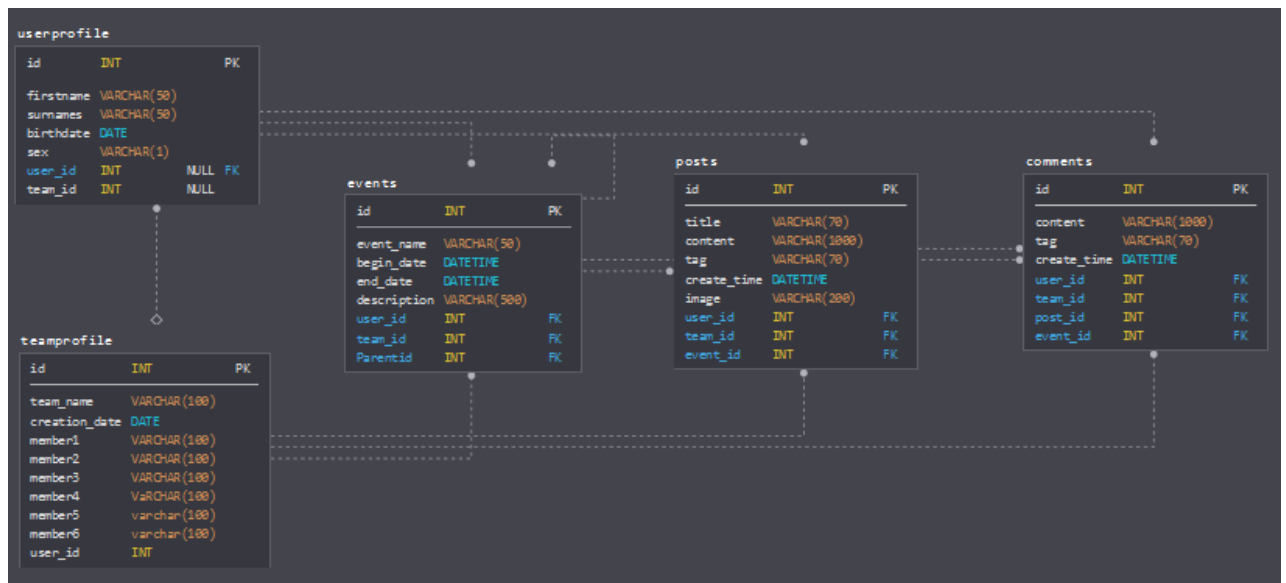 userprofile
id INT PK
firstname VARCHAR(50)
surnames VARCHAR(50)
birthdate DATE
sex VARCHAR(1)
user_id INT NULL FK
team_id INT NULL
teamprofile
id INT PK
team_name VARCHAR(100)
creation_date DATE
member1 VARCHAR(100)
member2 VARCHAR(100)
member3 VARCHAR(100)
member4 VaRCHAR(100)
member5 varchar(100)
member6 varchar(100)
user_id INT
events
id INT PK
event_name VARCHAR(50)
begin_date DATETIME
end_date DATETIME
description VARCHAR(500)
user_id INT FK
team_id INT FK
Parentid INT FK
posts
id INT PK
title VARCHAR(70)
content VARCHAR(1000)
tag VARCHAR(70)
create_time DATETIME
image VARCHAR(200)
user_id INT FK
team_id INT FK
event_id INT FK
comments
id INT PK
content VARCHAR(1000)
tag VARCHAR(70)
create_time DATETIME
user_id INT FK
team_id INT FK
post_id INT FK
event_id INT FK